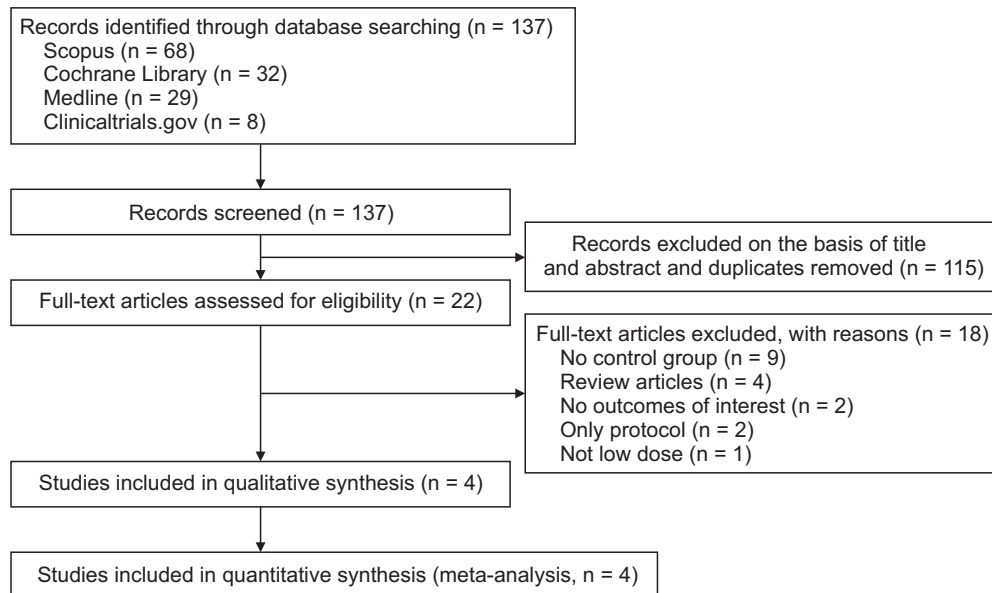 Records identified through database searching (n = 137)
Scopus (n = 68)
Cochrane Library (n = 32)
Medline (n = 29)
Clinicaltrials.gov (n = 8)
Records screened (n = 137)
Records excluded on the basis of title
and abstract and duplicates removed (n = 115)
Full-text articles assessed for eligibility (n = 22)
Full-text articles excluded, with reasons (n = 18)
No control group (n = 9)
Review articles (n = 4)
No outcomes of interest (n = 2)
Only protocol (n = 2)
Not low dose (n = 1)
Studies included in qualitative synthesis (n = 4)
Studies included in quantitative synthesis (meta-analysis, n = 4)